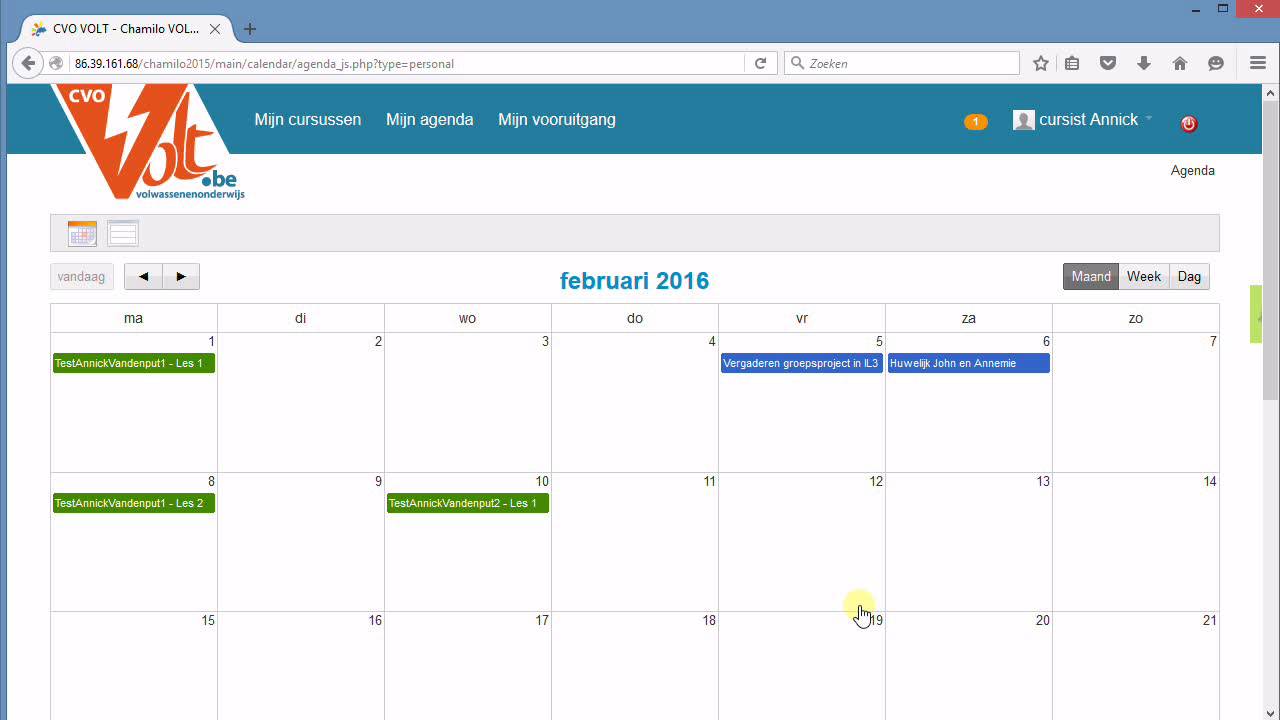 CVO VOLT - Chamilo VOL...
86.39.161.68/chamilo2015/main/calendar/agenda_js.php?type=personal
Zoeken
CVO
Volt
.be
volwassenenonderwijs
Mijn cursussen Mijn agenda Mijn vooruitgang
1
cursist Annick
Agenda
vandaag
februari 2016
Maand Week Dag
ma di wo do vr za zo
1 2 3 4 5 6 7
TestAnnickVandenput1 - Les 1 Vergaderen groepsproject in IL3 Huwelijk John en Annemie
8 9 10 11 12 13 14
TestAnnickVandenput1 - Les 2 TestAnnickVandenput2 - Les 1
15 16 17 18 19 20 21